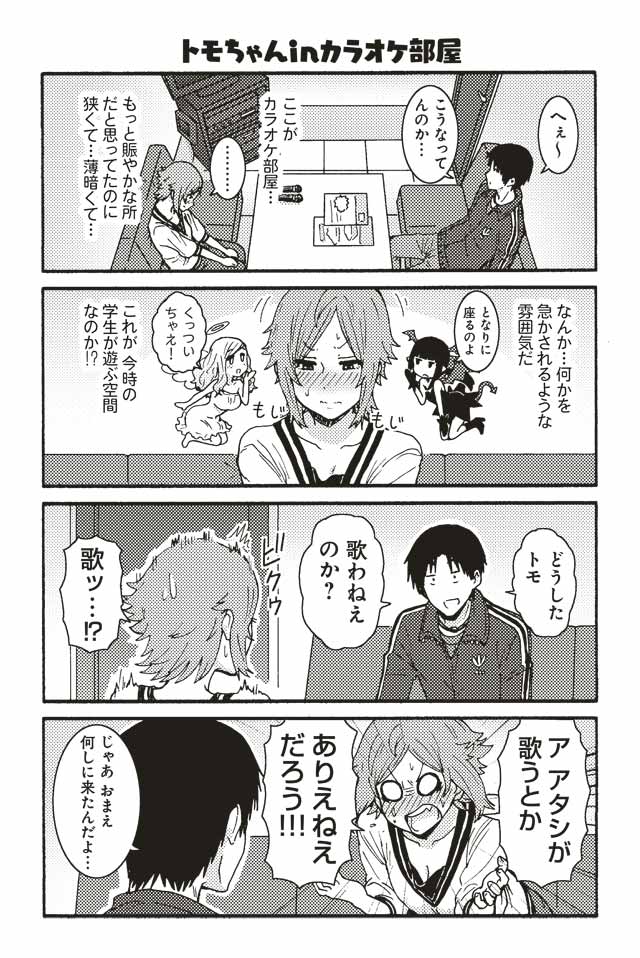 トモちゃんinカラオケ部屋
へぇ〜
こうなって
んのか…
ここが
カラオケ部屋…
………
もっと賑やかな所
だと思ってたのに
狭くて…薄暗くて…
なんか…何かを
急かされるような
雰囲気だ
となりに
座るのよ
もじ
もじ
くっつい
ちゃえ!
これが 今時の
学生が遊ぶ空間
なのか!?
どうした
トモ
歌わねえ
のか?
ビクゥ
歌ッ…!?
ア アタシが
歌うとか
ありえねえ
だろう!!!
じゃあ おまえ
何しに来たんだよ…